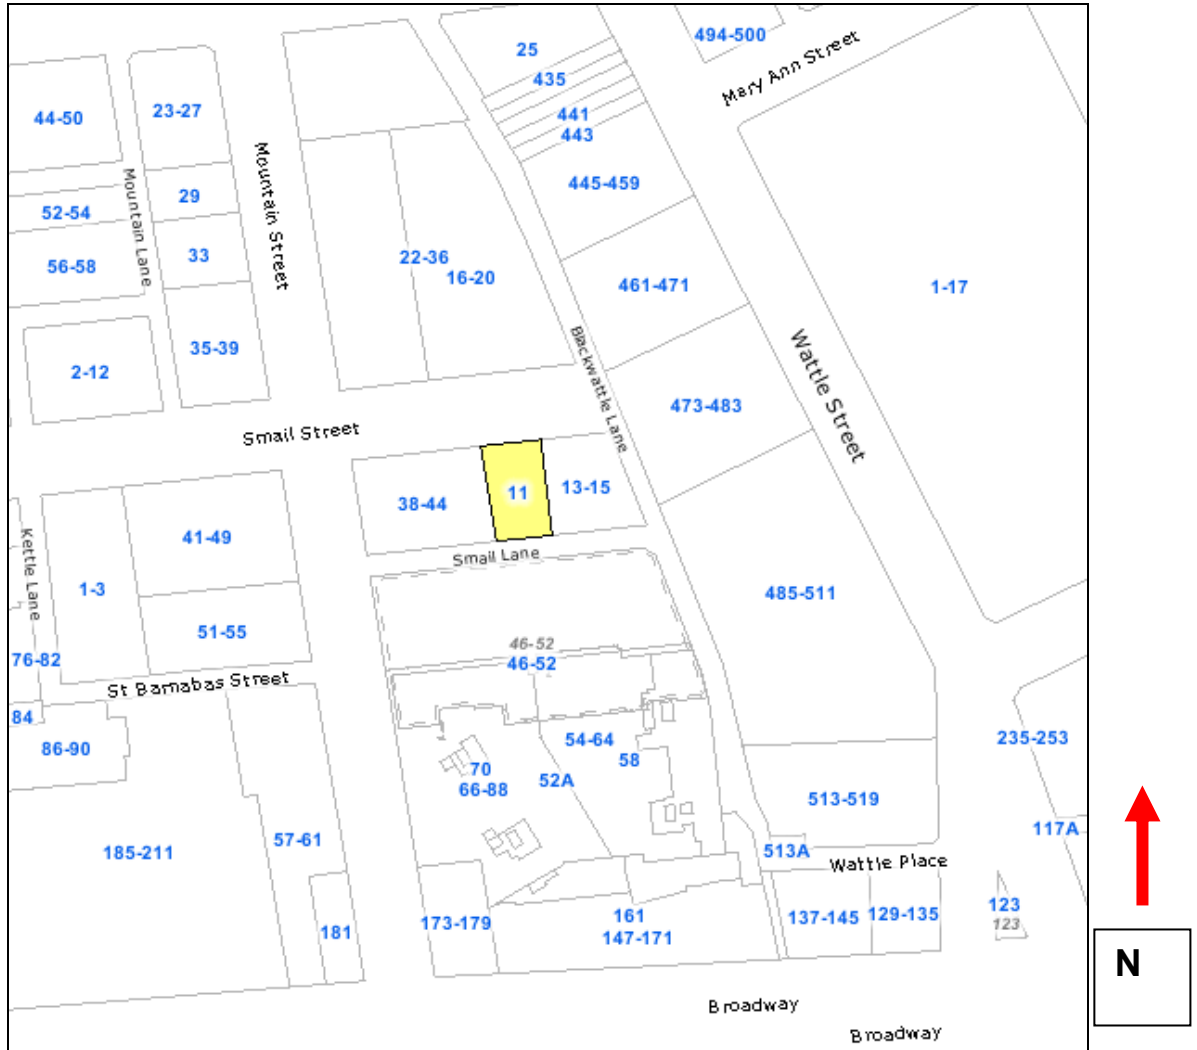 25
494-500
Mary Ann Street
435
44-50
23-27
441
443
Mountain Street
Mountain Lane
445-459
29
52-54
33
22-36
16-20
56-58
461-471
1-17
35-39
2-12
Blackwattle Lane
Wattle Street
473-483
Smail Street
38-44
11
13-15
41-49
Smail Lane
Kettle Lane
1-3
485-511
51-55
46-52
46-52
76-82
St Barnabas Street
84
86-90
54-64
58
235-253
70
66-88
52A
513-519
117A
185-211
57-61
513A
Wattle Place
173-179
161
147-171
137-145
129-135
123
123
181
N
Broadway
Broadway